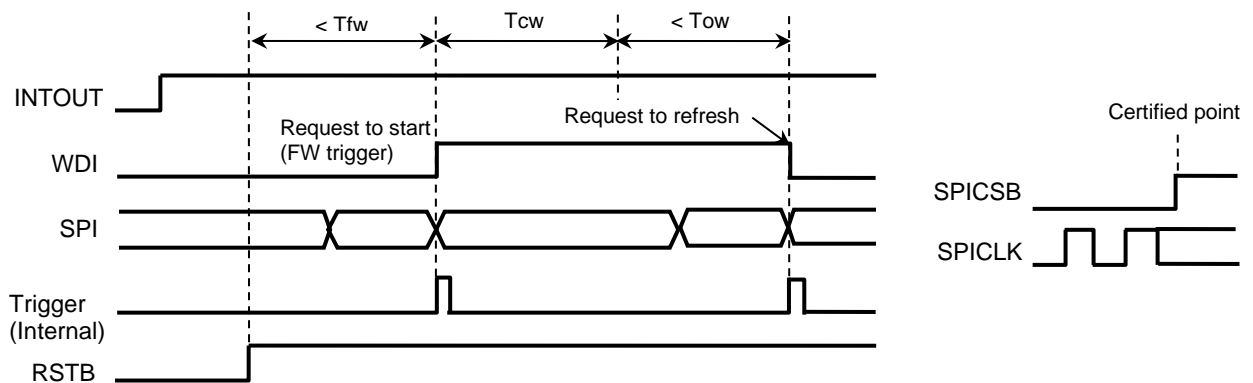 < Tfw
Tcw
< Tow
INTOUT
Request to start
(FW trigger)
Request to refresh
WDI
SPI
Trigger
(Internal)
RSTB
Certified point
SPICSB
SPICLK